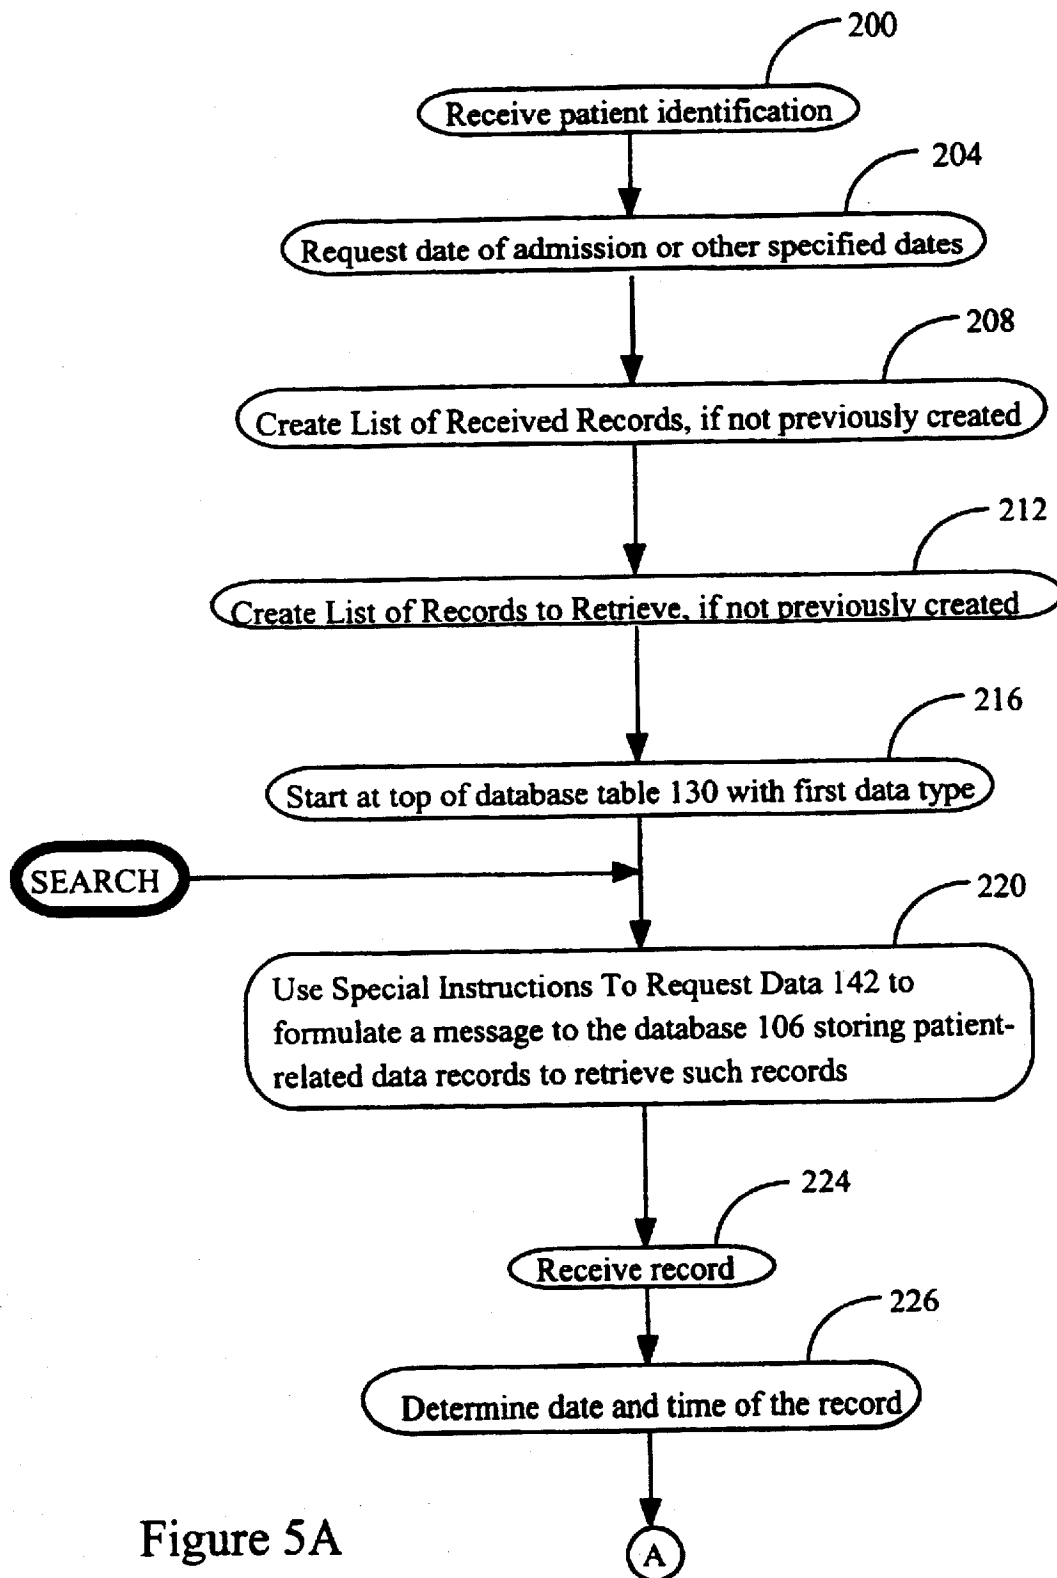 200
Receive patient identification
204
Request date of admission or other specified dates
208
Create List of Received Records, if not previously created
212
Create List of Records to Retrieve, if not previously created
216
Start at top of database table 130 with first data type
SEARCH
220
Use Special Instructions To Request Data 142 to
formulate a message to the database 106 storing patient-
related data records to retrieve such records
224
Receive record
226
Determine date and time of the record
Figure 5A
A